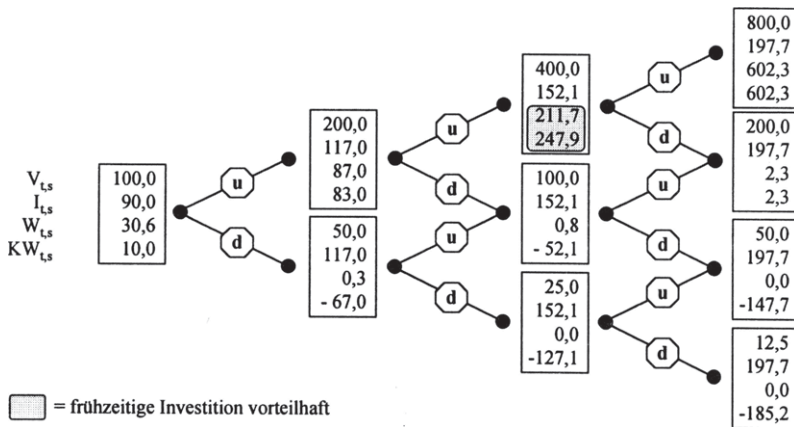 V t,s
I t,s
W t,s
KW t,s
100,0
90,0
30,6
10,0
u
d
200,0
117,0
87,0
83,0
50,0
117,0
0,3
- 67,0
u
d
u
d
400,0
152,1
211,7
247,9
100,0
152,1
0,8
- 52,1
25,0
152,1
0,0
-127,1
u
d
u
d
u
d
800,0
197,7
602,3
602,3
200,0
197,7
2,3
2,3
50,0
197,7
0,0
-147,7
12,5
197,7
0,0
-185,2
= frühzeitige Investition vorteilhaft